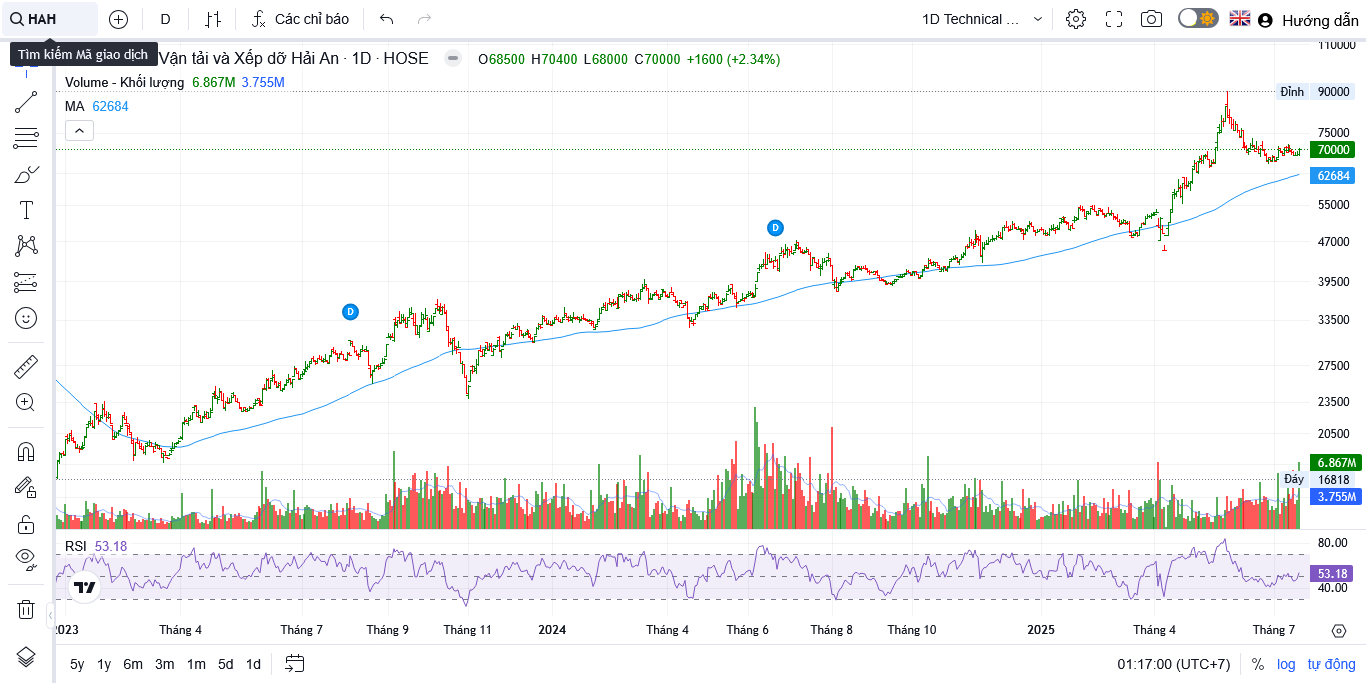 HAH D Các chỉ báo 1D Technical ... Hướng dẫn
Tìm kiếm Mã giao dịch
Vận tải và Xếp dỡ Hải An · 1D · HOSE O68500 H70400 L68000 C70000 +1600 (+2.34%)
Volume - Khối lượng 6.867M 3.755M
MA 62684
110000
Đỉnh 90000
75000
70000
62684
55000
47000
39500
33500
27500
23500
20500
6.867M
Đáy 16818
3.755M
D
D
RSI 53.18
80.00
53.18
40.00
2023 Tháng 4 Tháng 7 Tháng 9 Tháng 11 2024 Tháng 4 Tháng 6 Tháng 8 Tháng 10 2025 Tháng 4 Tháng 7
5y 1y 6m 3m 1m 5d 1d 01:17:00 (UTC+7) % log tự động